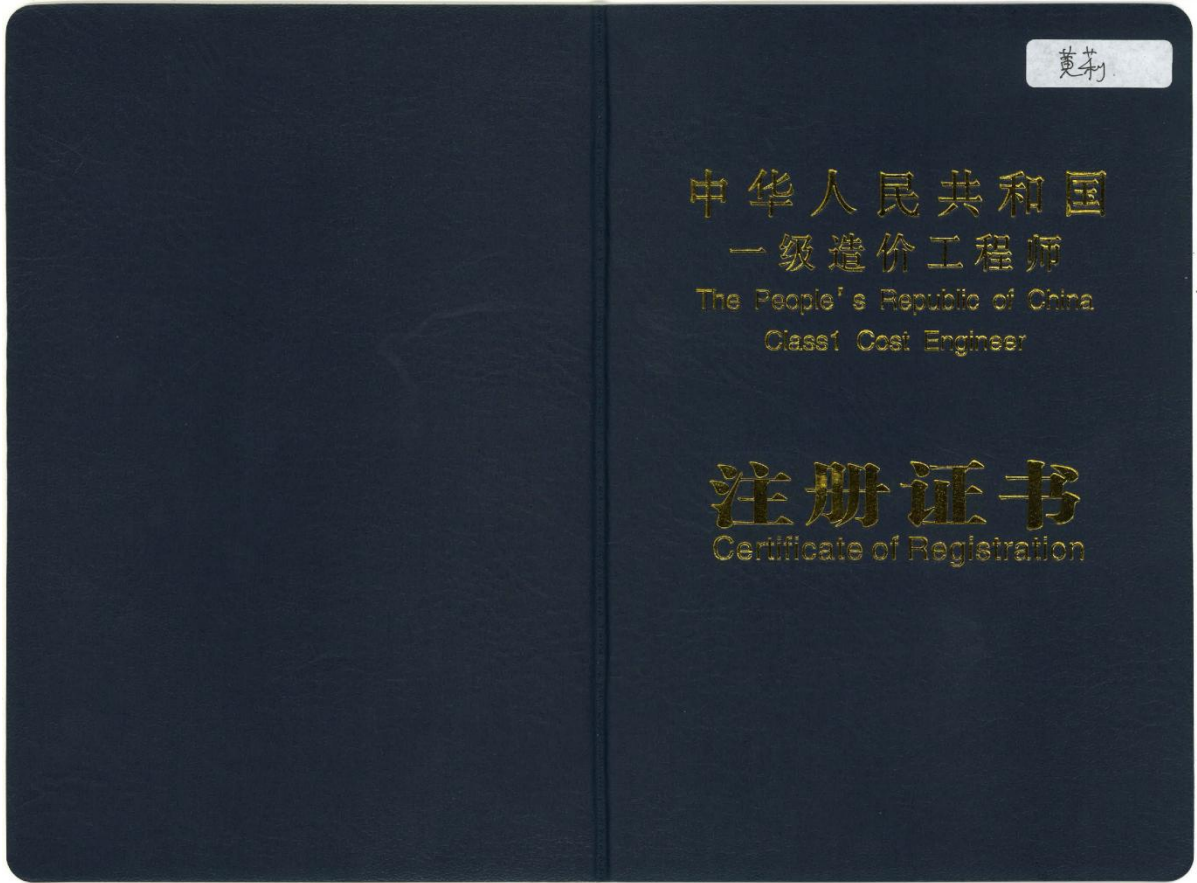 黄莉
中华人民共和国
一级造价工程师
The People's Republic of China
Class1 Cost Engineer
注册证书
Certificate of Registration